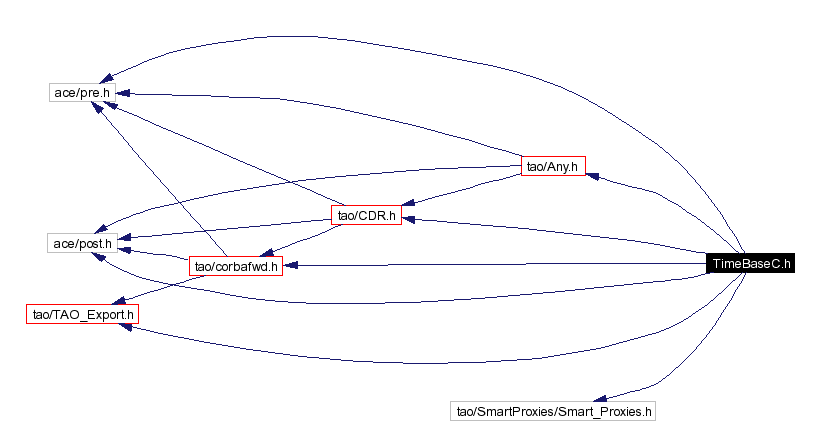 ace/pre.h
tao/Any.h
tao/CDR.h
ace/post.h
TimeBaseC.h
tao/corbafwd.h
tao/TAO_Export.h
tao/SmartProxies/Smart_Proxies.h